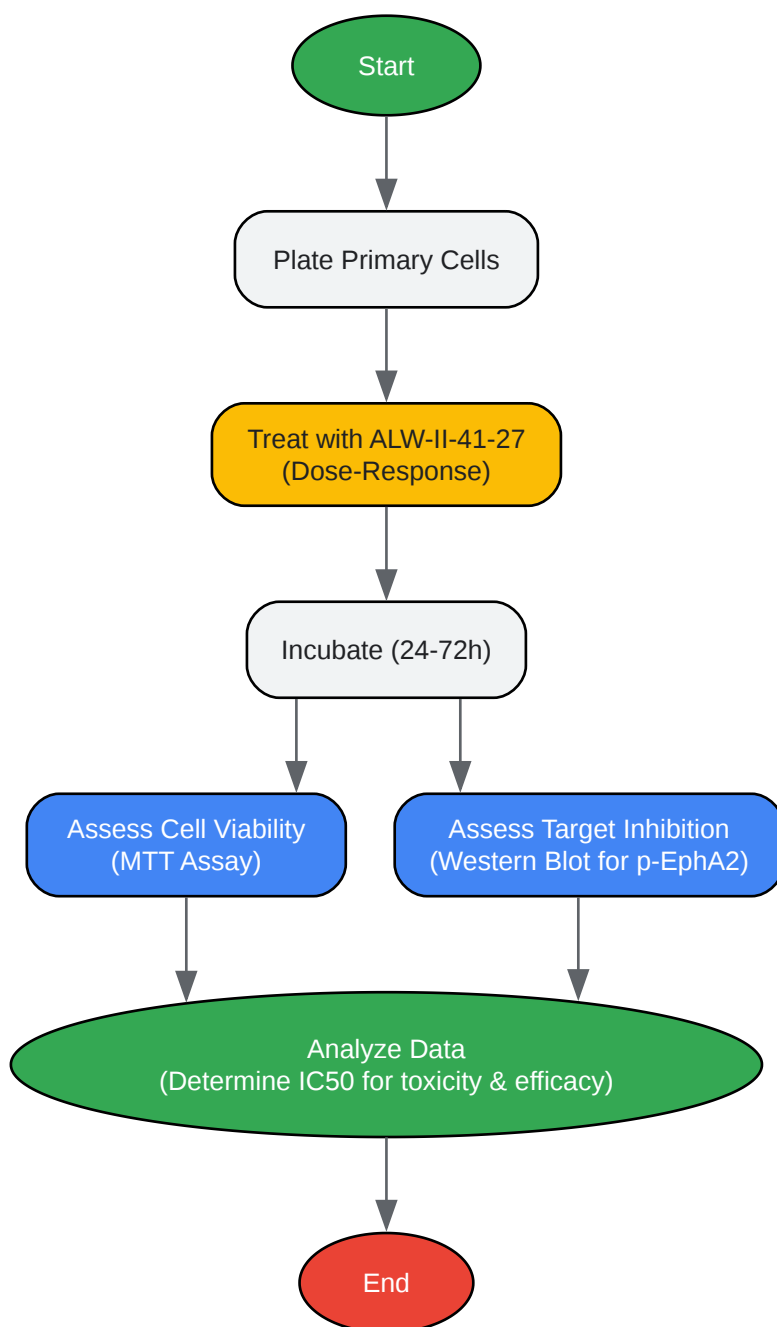 Start
Plate Primary Cells
Treat with ALW-II-41-27
(Dose-Response)
Incubate (24-72h)
Assess Cell Viability
(MTT Assay)
Assess Target Inhibition
(Western Blot for p-EphA2)
Analyze Data
(Determine IC50 for toxicity & efficacy)
End